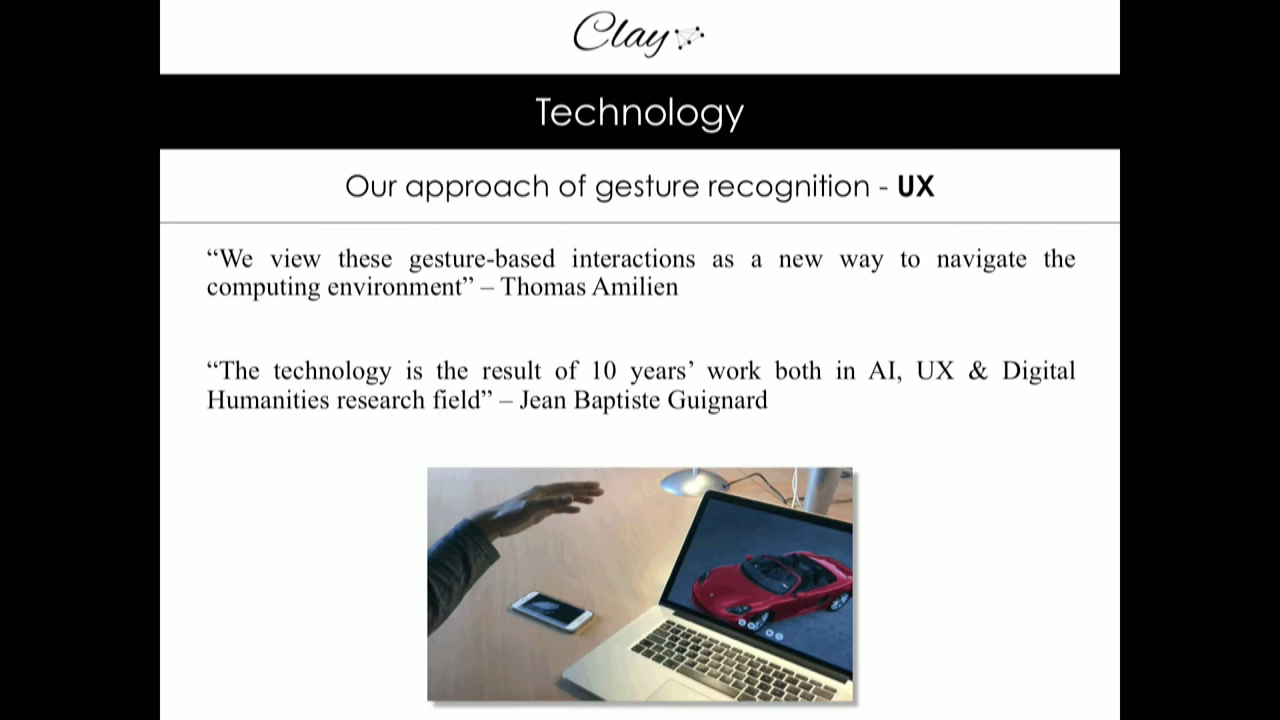 Clay
Technology
Our approach of gesture recognition - UX
“We view these gesture-based interactions as a new way to navigate the
computing environment” – Thomas Amilien
“The technology is the result of 10 years’ work both in AI, UX & Digital
Humanities research field” – Jean Baptiste Guignard